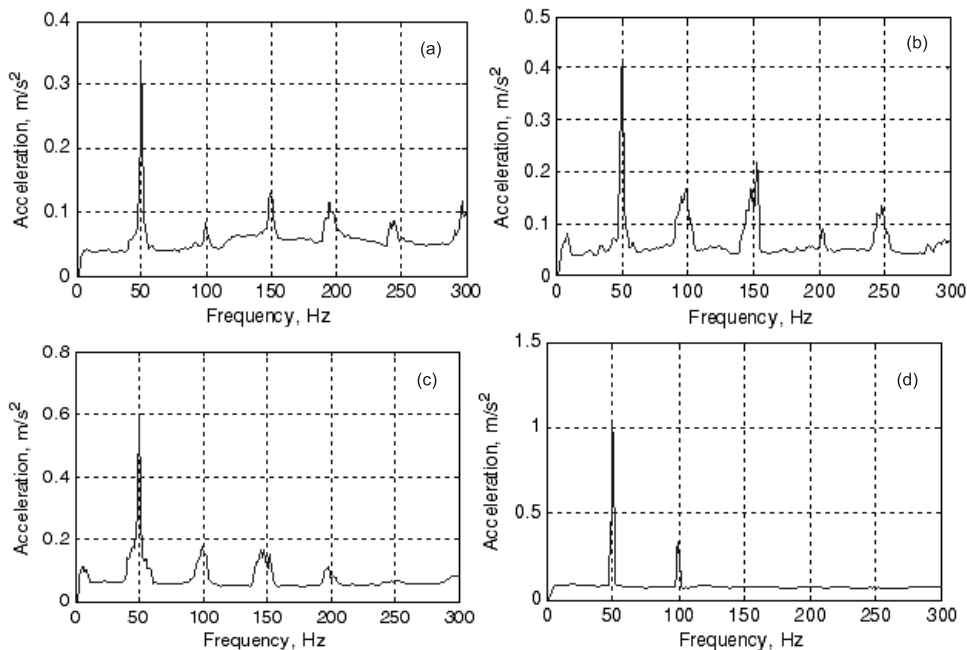 (a)
Acceleration, m/s²
0.4
0.3
0.2
0.1
0
0 50 100 150 200 250 300
Frequency, Hz
(b)
Acceleration, m/s²
0.5
0.4
0.3
0.2
0.1
0
0 50 100 150 200 250 300
Frequency, Hz
(c)
Acceleration, m/s²
0.8
0.6
0.4
0.2
0
0 50 100 150 200 250 300
Frequency, Hz
(d)
Acceleration, m/s²
1.5
1
0.5
0
0 50 100 150 200 250 300
Frequency, Hz